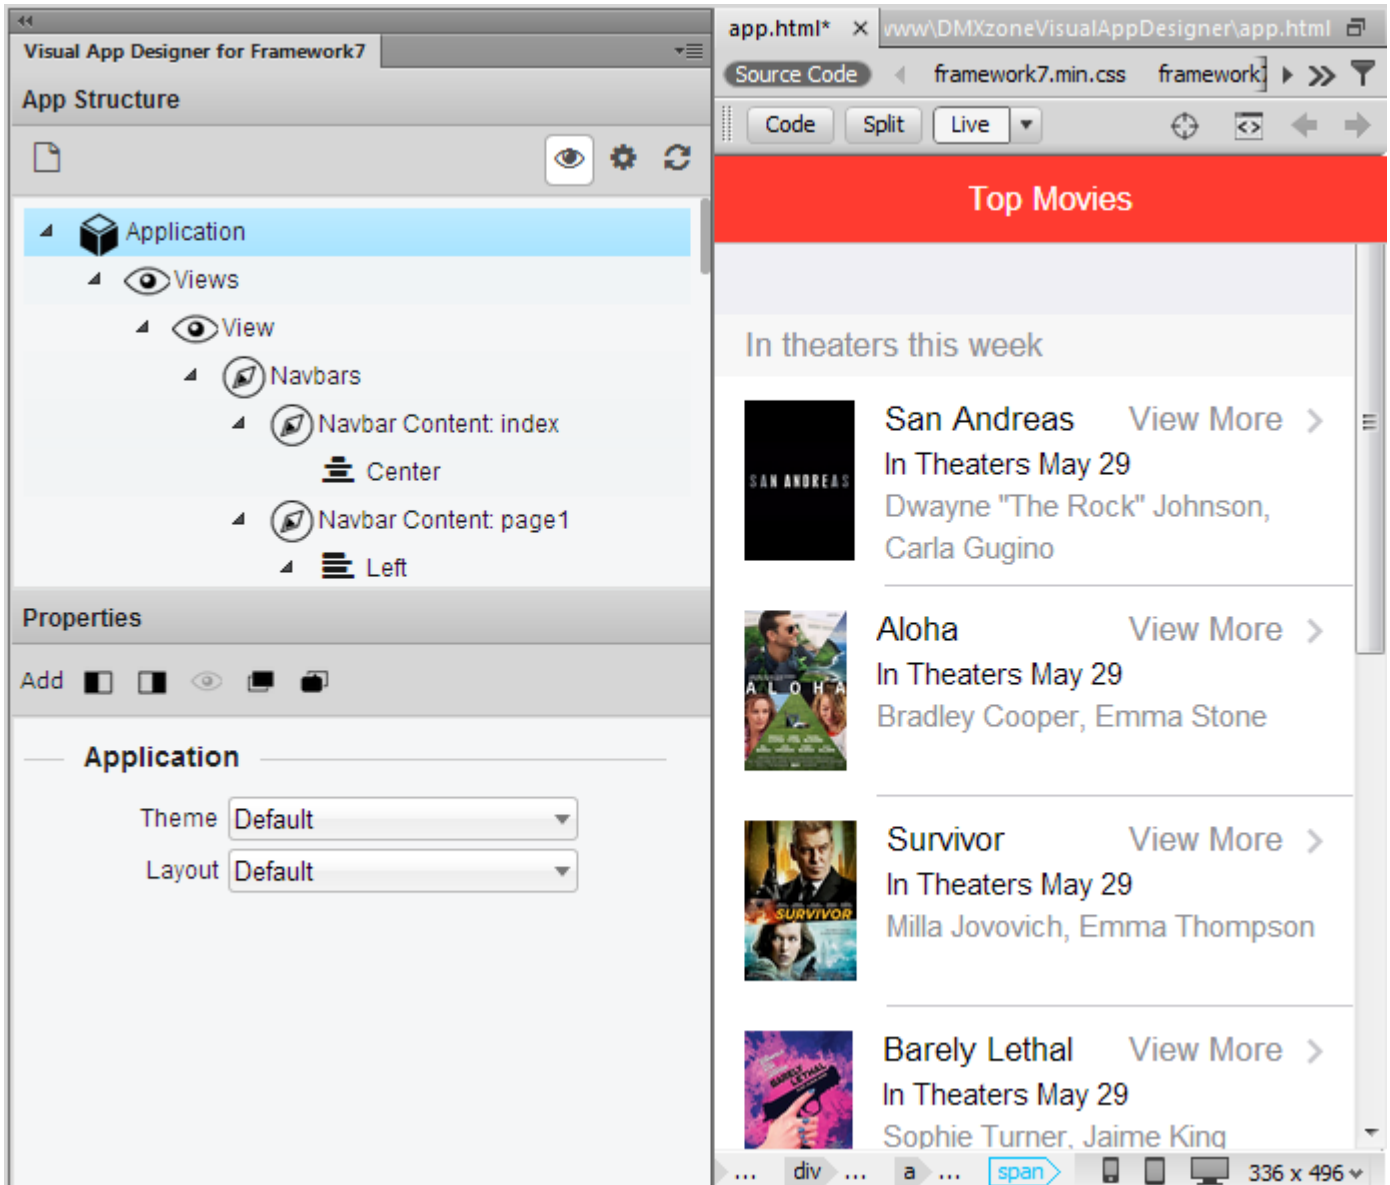 Visual App Designer for Framework7
App Structure
Application
Views
View
Navbars
Navbar Content: index
Center
Navbar Content: page1
Left
Properties
Add
Application
Theme Default
Layout Default
app.html* www\DMXzoneVisualAppDesigner\app.html
Source Code framework7.min.css framework7
Code Split Live
Top Movies
In theaters this week
SAN ANDREAS
San Andreas View More
In Theaters May 29
Dwayne "The Rock" Johnson,
Carla Gugino
ALOHA
Aloha View More
In Theaters May 29
Bradley Cooper, Emma Stone
SURVIVOR
Survivor View More
In Theaters May 29
Milla Jovovich, Emma Thompson
BARELY
LETHAL
Barely Lethal View More
In Theaters May 29
Sophie Turner, Jaime King
... div ... a ... span 336 x 496